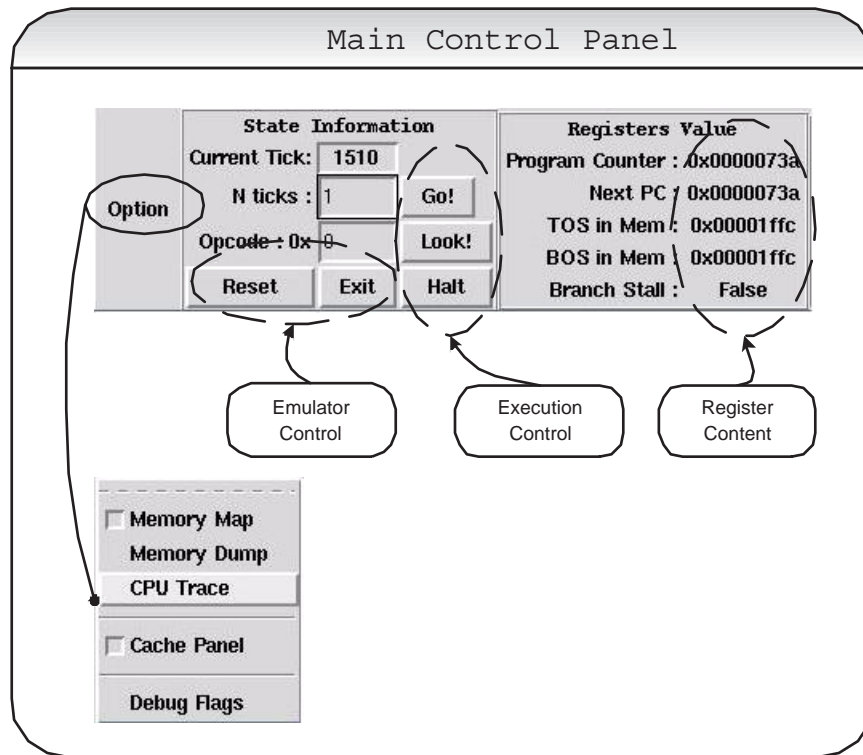 Main Control Panel
Option
State Information
Current Tick: 1510
N ticks : 1 Go!
Opcode : 0x 0 Look!
Reset Exit Halt
Registers Value
Program Counter : 0x0000073a
Next PC : 0x0000073a
TOS in Mem : 0x00001ffc
BOS in Mem : 0x00001ffc
Branch Stall : False
Emulator
Control
Execution
Control
Register
Content
Memory Map
Memory Dump
CPU Trace
Cache Panel
Debug Flags